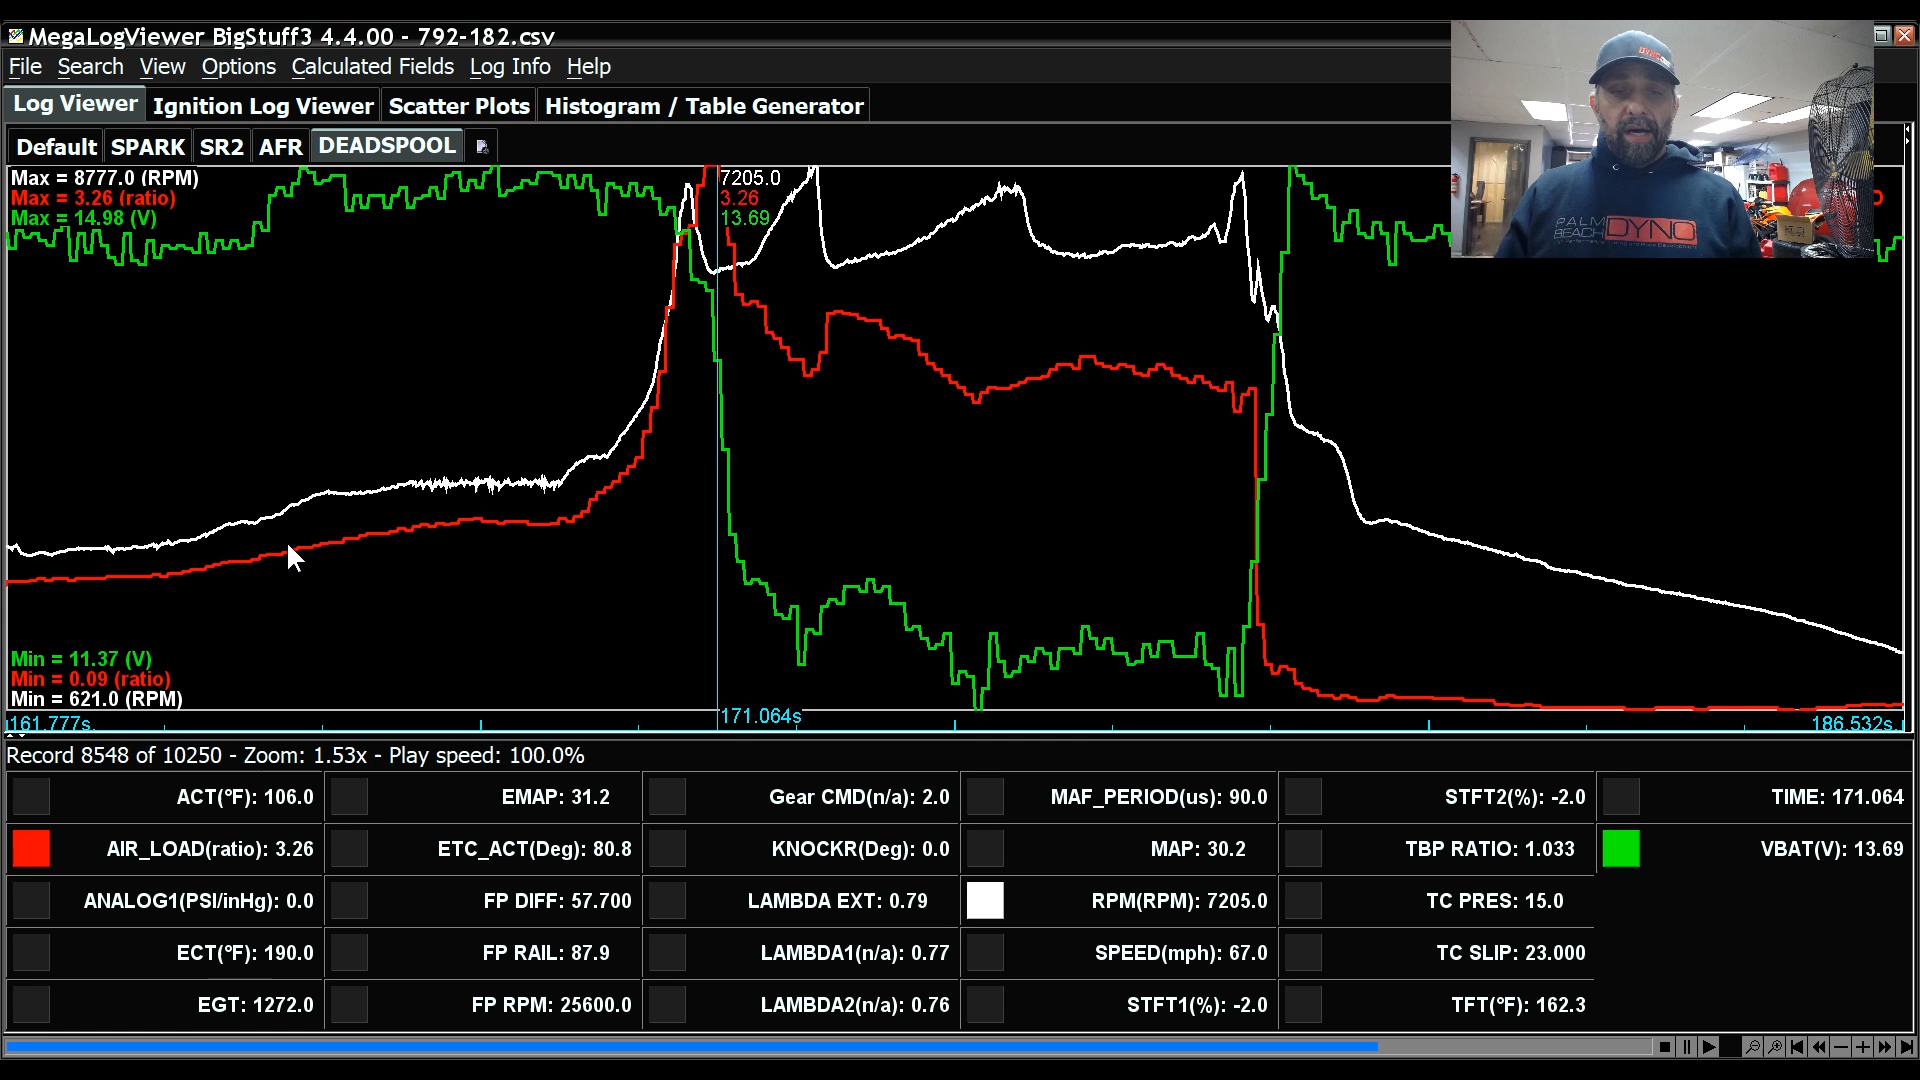 MegaLogViewer BigStuff3 4.4.00 - 792-182.csv
File Search View Options Calculated Fields Log Info Help
Log Viewer Ignition Log Viewer Scatter Plots Histogram / Table Generator
Default SPARK SR2 AFR DEADSPOOL
Max = 8777.0 (RPM)
Max = 3.26 (ratio)
Max = 14.98 (V)
7205.0
3.26
13.69
PALM BEACH DYNO
Min = 11.37 (V)
Min = 0.09 (ratio)
Min = 621.0 (RPM)
161.777s 171.064s 186.532s
Record 8548 of 10250 - Zoom: 1.53x - Play speed: 100.0%
ACT(°F): 106.0 EMAP: 31.2 Gear CMD(n/a): 2.0 MAF_PERIOD(us): 90.0 STFT2(%): -2.0 TIME: 171.064
AIR_LOAD(ratio): 3.26 ETC_ACT(Deg): 80.8 KNOCKR(Deg): 0.0 MAP: 30.2 TBP RATIO: 1.033 VBAT(V): 13.69
ANALOG1(PSI/inHg): 0.0 FP DIFF: 57.700 LAMBDA EXT: 0.79 RPM(RPM): 7205.0 TC PRES: 15.0
ECT(°F): 190.0 FP RAIL: 87.9 LAMBDA1(n/a): 0.77 SPEED(mph): 67.0 TC SLIP: 23.000
EGT: 1272.0 FP RPM: 25600.0 LAMBDA2(n/a): 0.76 STFT1(%): -2.0 TFT(°F): 162.3